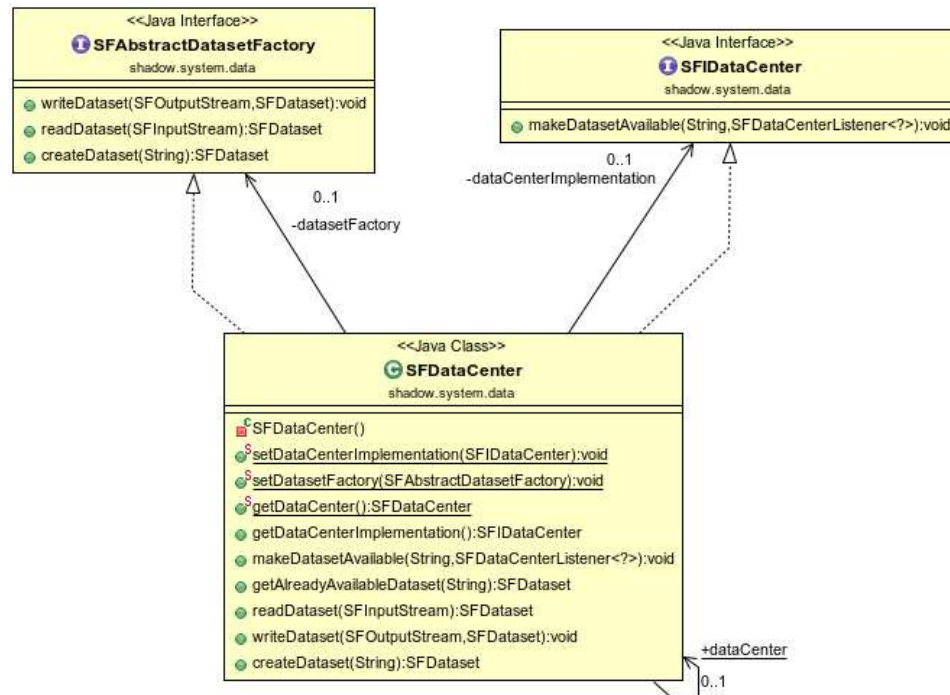 <<Java Interface>>
SFAbstractDatasetFactory
shadow.system.data
writeDataset(SFOutputStream,SFDataset):void
readDataset(SFInputStream):SFDataset
createDataset(String):SFDataset
<<Java Interface>>
SFIDataCenter
shadow.system.data
makeDatasetAvailable(String,SFDataCenterListener<?>):void
0..1
-datasetFactory
0..1
-dataCenterImplementation
<<Java Class>>
SFDataCenter
shadow.system.data
SFDataCenter()
setDataCenterImplementation(SFIDataCenter):void
setDatasetFactory(SFAbstractDatasetFactory):void
getDataCenter():SFDataCenter
getDataCenterImplementation():SFIDataCenter
makeDatasetAvailable(String,SFDataCenterListener<?>):void
getAlreadyAvailableDataset(String):SFDataset
readDataset(SFInputStream):SFDataset
writeDataset(SFOutputStream,SFDataset):void
createDataset(String):SFDataset
+dataCenter
0..1